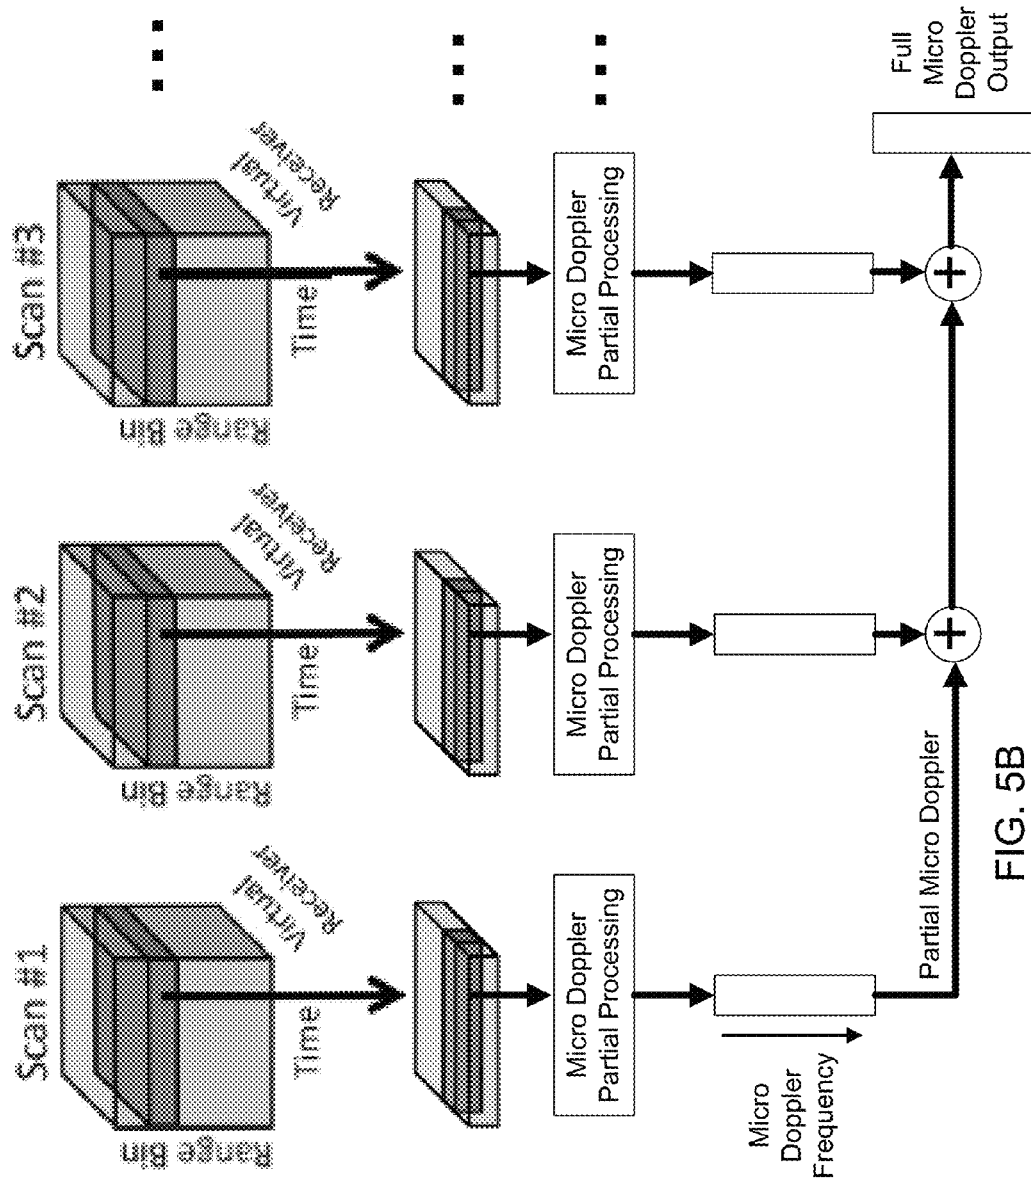 Scan #1
Scan #2
Scan #3
Range Bin
Time
Virtual
Receiver
Range Bin
Time
Virtual
Receiver
Range Bin
Time
Virtual
Receiver
Micro Doppler
Partial Processing
Micro Doppler
Partial Processing
Micro Doppler
Partial Processing
Micro
Doppler
Frequency
Partial Micro Doppler
+
+
Full
Micro
Doppler
Output
FIG. 5B